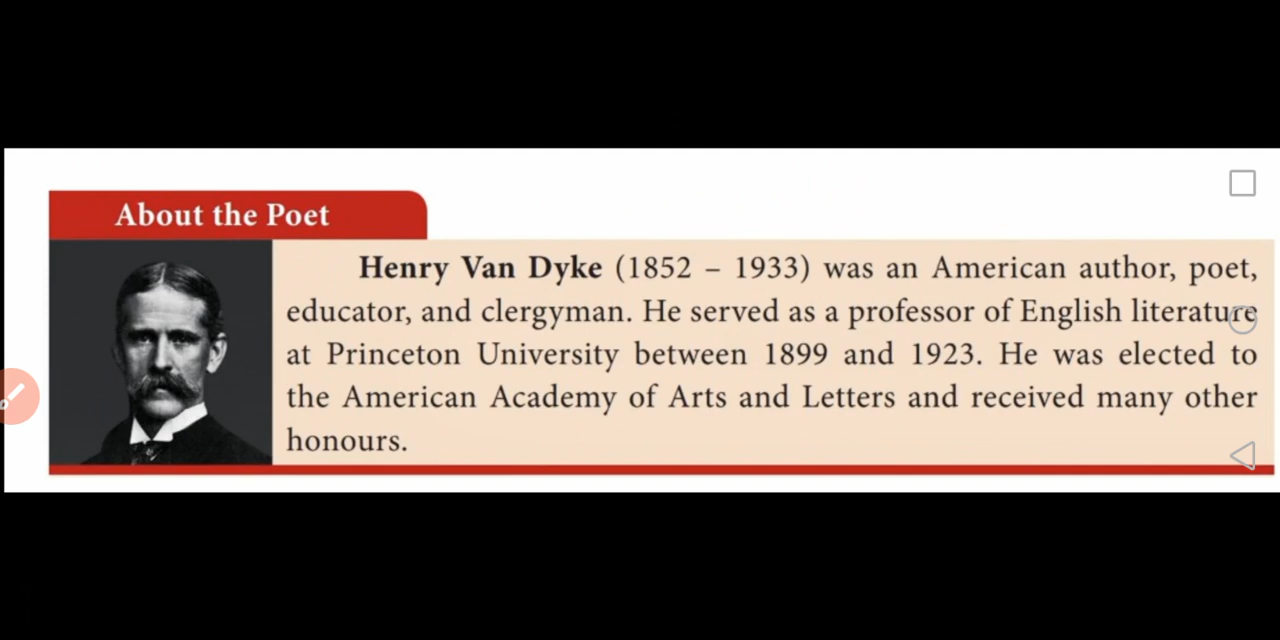 About the Poet
Henry Van Dyke (1852 – 1933) was an American author, poet,
educator, and clergyman. He served as a professor of English literature
at Princeton University between 1899 and 1923. He was elected to
the American Academy of Arts and Letters and received many other
honours.